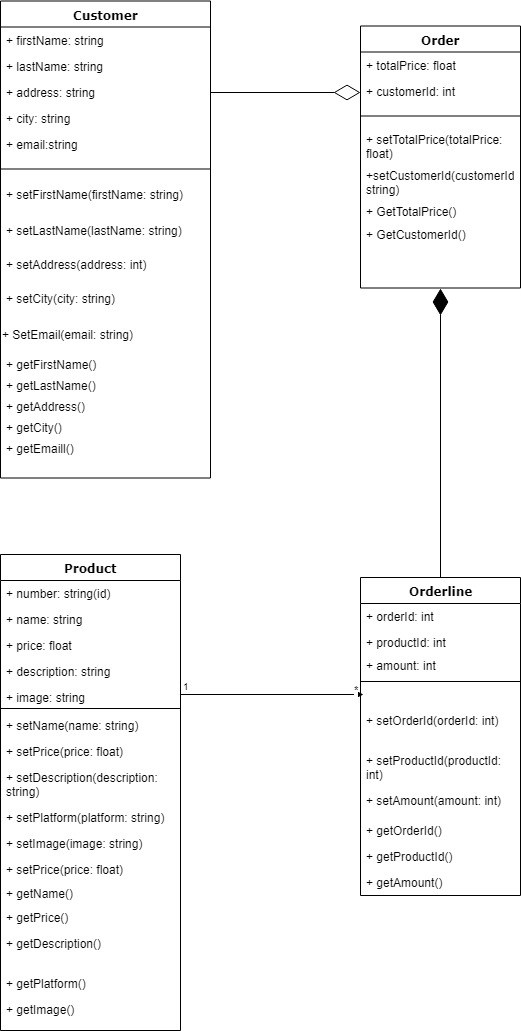 Customer
+ firstName: string
+ lastName: string
+ address: string
+ city: string
+ email:string
+ setFirstName(firstName: string)
+ setLastName(lastName: string)
+ setAddress(address: int)
+ setCity(city: string)
+ SetEmail(email: string)
+ getFirstName()
+ getLastName()
+ getAddress()
+ getCity()
+ getEmaill()
Order
+ totalPrice: float
+ customerId: int
+ setTotalPrice(totalPrice:
float)
+setCustomerId(customerId
string)
+ GetTotalPrice()
+ GetCustomerId()
Product
+ number: string(id)
+ name: string
+ price: float
+ description: string
+ image: string
+ setName(name: string)
+ setPrice(price: float)
+ setDescription(description:
string)
+ setPlatform(platform: string)
+ setImage(image: string)
+ setPrice(price: float)
+ getName()
+ getPrice()
+ getDescription()
+ getPlatform()
+ getImage()
1
*
Orderline
+ orderId: int
+ productId: int
+ amount: int
+ setOrderId(orderId: int)
+ setProductId(productId:
int)
+ setAmount(amount: int)
+ getOrderId()
+ getProductId()
+ getAmount()